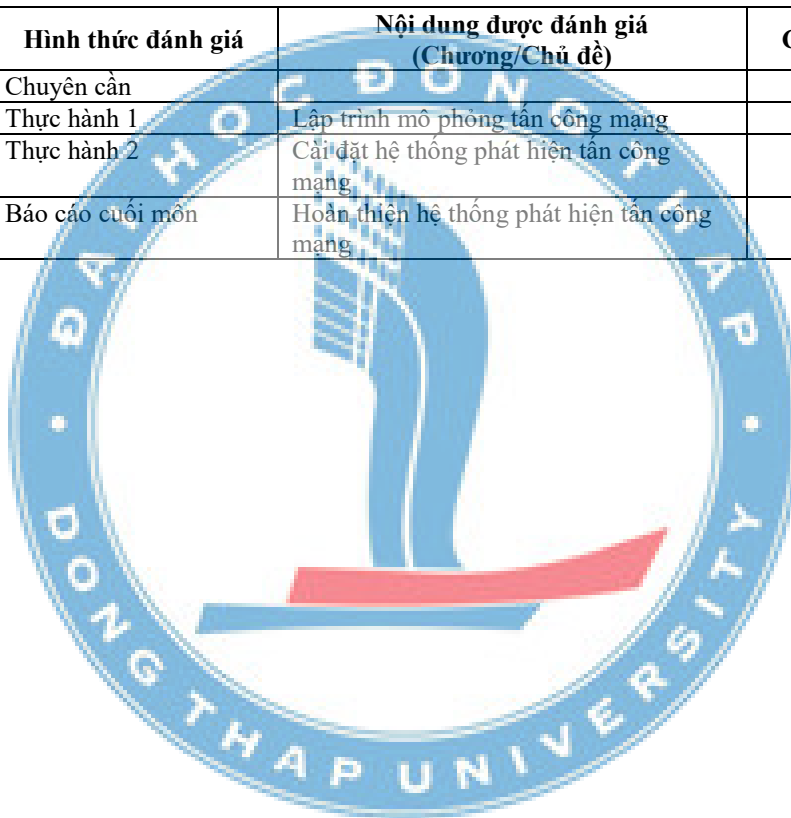 Hình thức đánh giá
Nội dung được đánh giá
(Chương/Chủ đề)
Chuyên cần
Thực hành 1
Lập trình mô phỏng tấn công mạng
Thực hành 2
Cài đặt hệ thống phát hiện tấn công
mạng
Báo cáo cuối môn
Hoàn thiện hệ thống phát hiện tấn công
mạng
ĐẠI HỌC ĐỒNG THÁP
DONG THAP UNIVERSITY